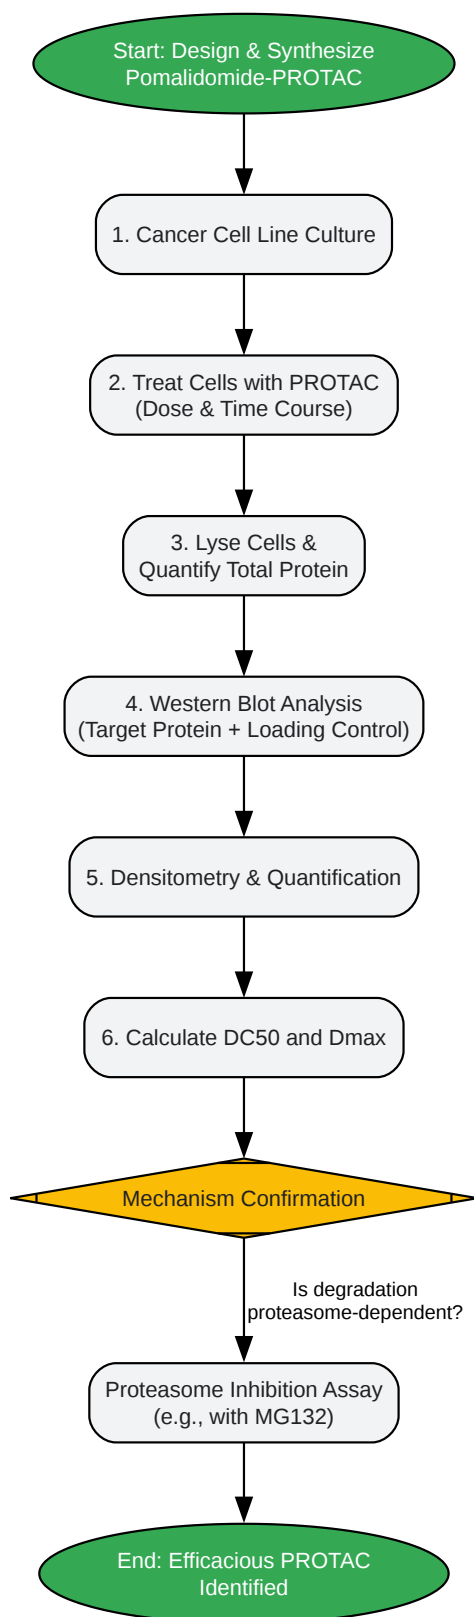 Start: Design & Synthesize
Pomalidomide-PROTAC
1. Cancer Cell Line Culture
2. Treat Cells with PROTAC
(Dose & Time Course)
3. Lyse Cells &
Quantify Total Protein
4. Western Blot Analysis
(Target Protein + Loading Control)
5. Densitometry & Quantification
6. Calculate DC50 and Dmax
Mechanism Confirmation
Is degradation
proteasome-dependent?
Proteasome Inhibition Assay
(e.g., with MG132)
End: Efficacious PROTAC
Identified